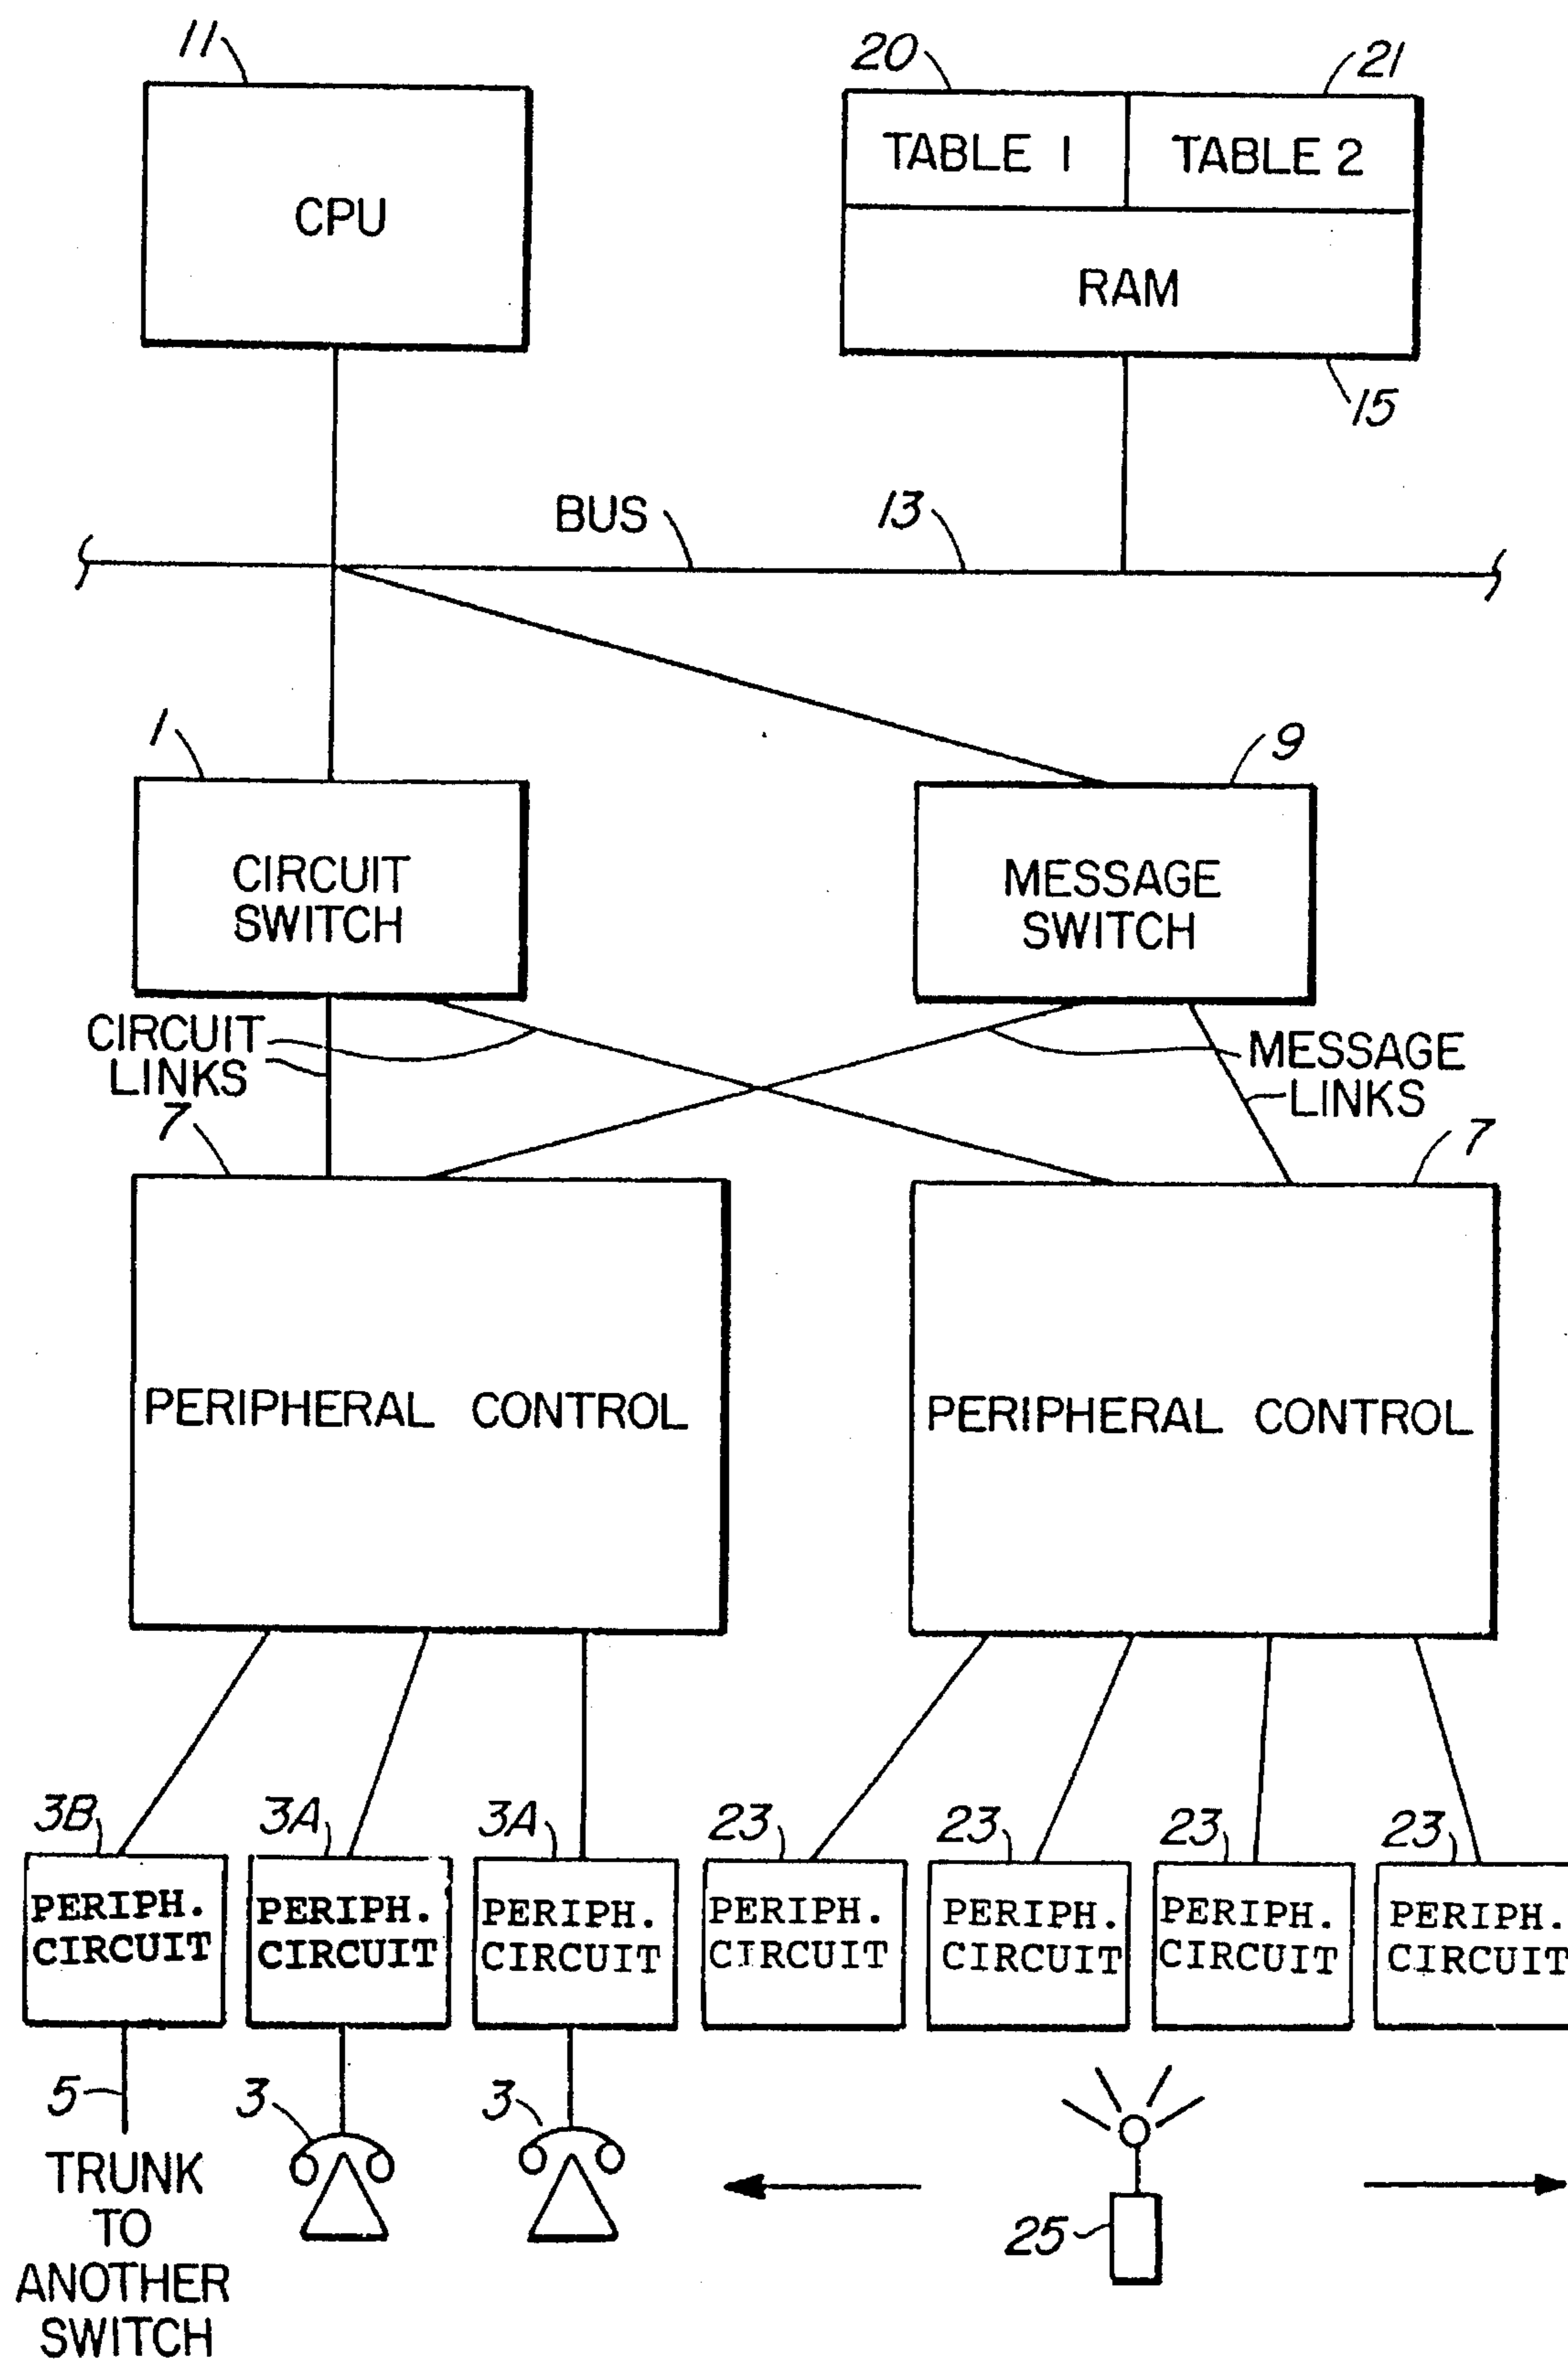 11
20
21
TABLE 1
TABLE 2
CPU
RAM
15
BUS
13
1
9
CIRCUIT
SWITCH
MESSAGE
SWITCH
CIRCUIT
LINKS
MESSAGE
LINKS
7
7
PERIPHERAL CONTROL
PERIPHERAL CONTROL
3B
3A
3A
23
23
23
23
PERIPH.
CIRCUIT
PERIPH.
CIRCUIT
PERIPH.
CIRCUIT
PERIPH.
CIRCUIT
PERIPH.
CIRCUIT
PERIPH.
CIRCUIT
PERIPH.
CIRCUIT
5
3
3
25
TRUNK
TO
ANOTHER
SWITCH